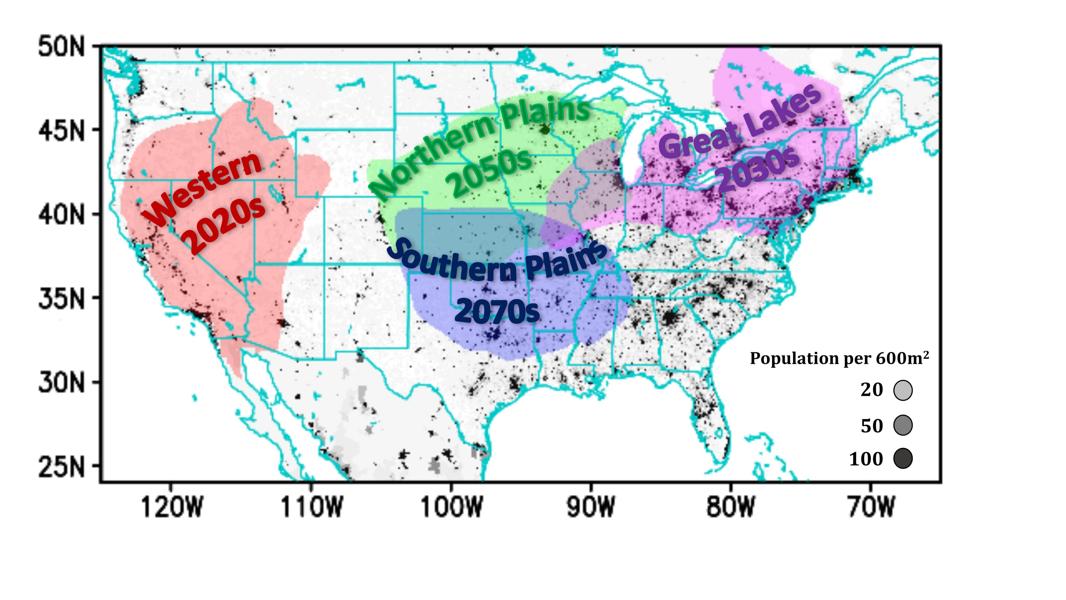 50N
45N
40N
35N
30N
25N
120W 110W 100W 90W 80W 70W
Western
2020s
Northern Plains
2050s
Great Lakes
2030s
Southern Plains
2070s
Population per 600m²
20
50
100